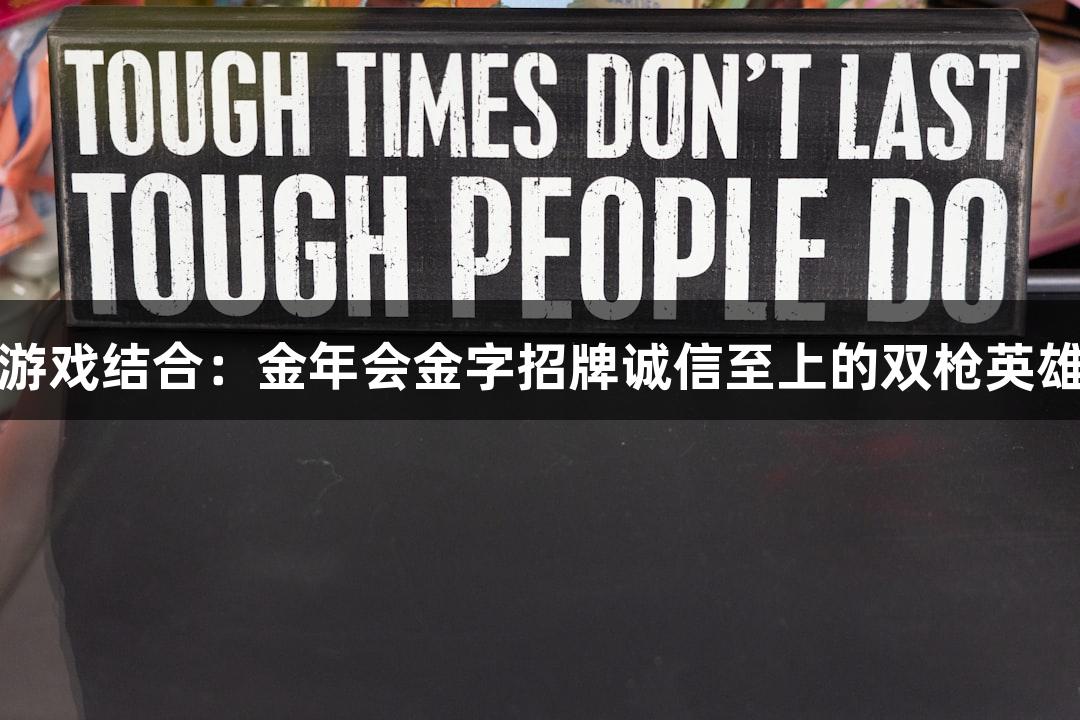 TOUGH TIMES DON'T LAST
TOUGH PEOPLE DO
游戏结合：金年会金字招牌诚信至上的双枪英雄